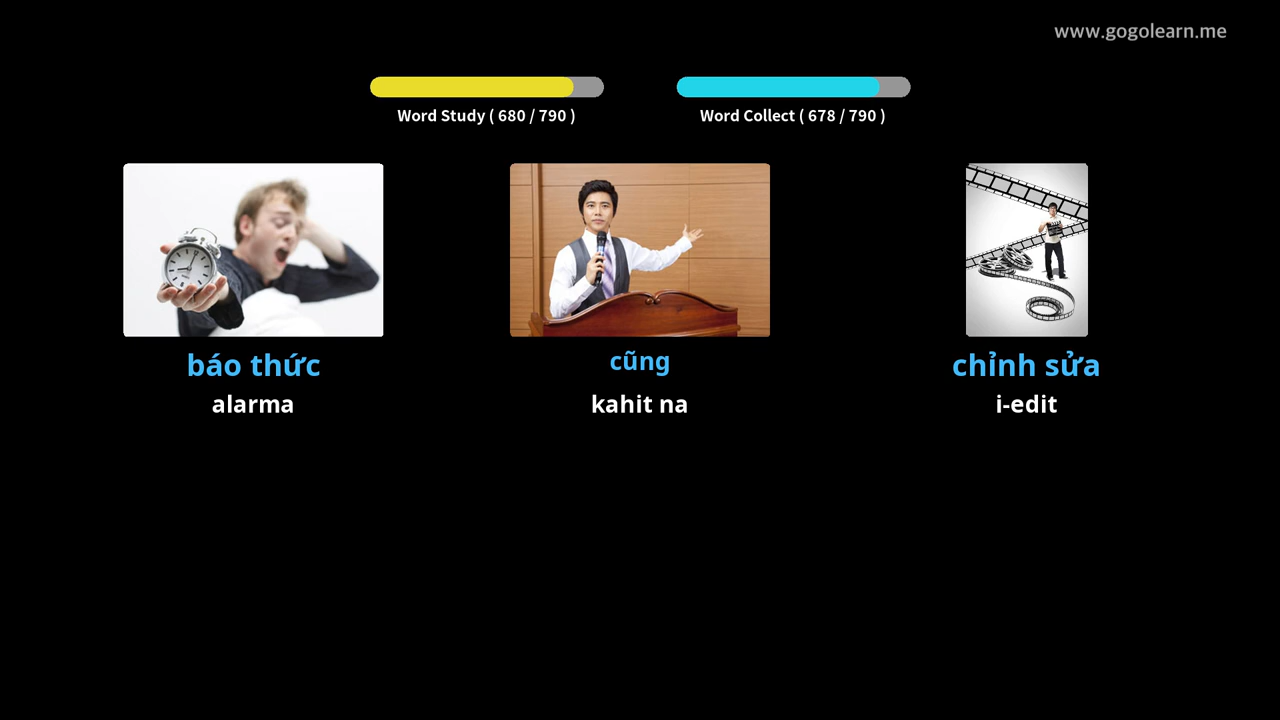 www.gogolearn.me
Word Study ( 680 / 790 )
Word Collect ( 678 / 790 )
báo thức
cũng
chỉnh sửa
alarma
kahit na
i-edit